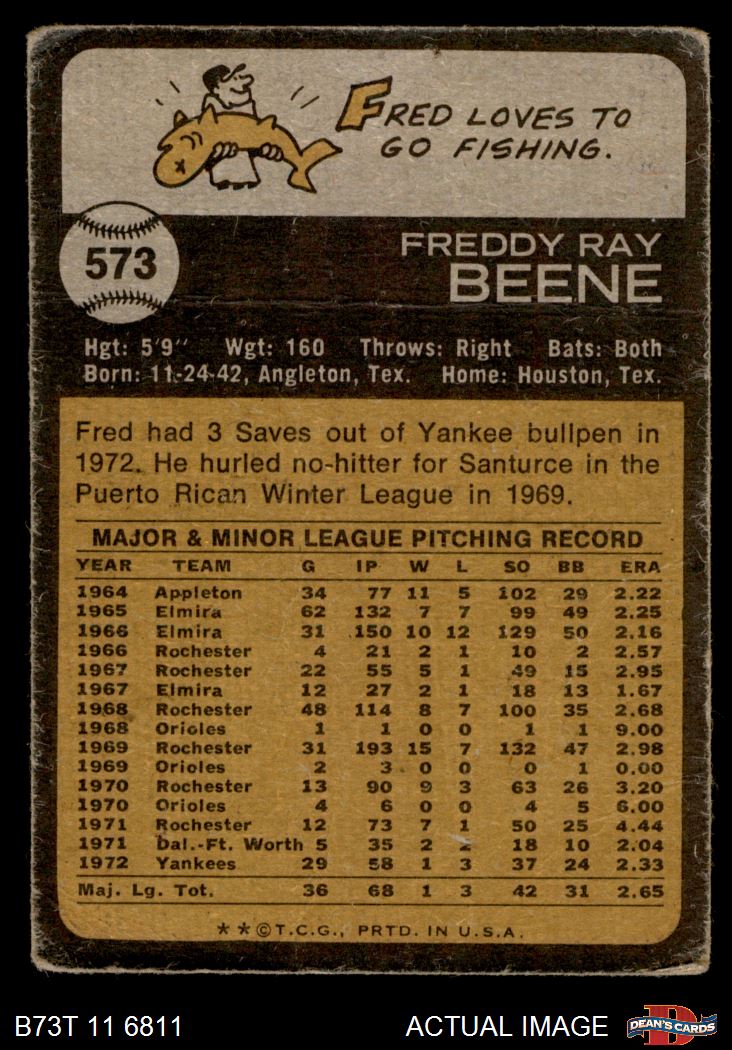 FRED LOVES TO
GO FISHING.
573
FREDDY RAY
BEENE
Hgt: 5'9" Wgt: 160 Throws: Right Bats: Both
Born: 11-24-42, Angleton, Tex. Home: Houston, Tex.
Fred had 3 Saves out of Yankee bullpen in
1972. He hurled no-hitter for Santurce in the
Puerto Rican Winter League in 1969.
MAJOR & MINOR LEAGUE PITCHING RECORD
YEAR TEAM G IP W L SO BB ERA
1964 Appleton 34 77 11 5 102 29 2.22
1965 Elmira 62 132 7 7 99 49 2.25
1966 Elmira 31 150 10 12 129 50 2.16
1966 Rochester 4 21 2 1 10 2 2.57
1967 Rochester 22 55 5 1 49 15 2.95
1967 Elmira 12 27 2 1 18 13 1.67
1968 Rochester 48 114 8 7 100 35 2.68
1968 Orioles 1 1 0 0 1 1 9.00
1969 Rochester 31 193 15 7 132 47 2.98
1969 Orioles 2 3 0 0 0 1 0.00
1970 Rochester 13 90 9 3 63 26 3.20
1970 Orioles 4 6 0 0 4 5 6.00
1971 Rochester 12 73 7 1 50 25 4.44
1971 Dal.-Ft. Worth 5 35 2 2 18 10 2.04
1972 Yankees 29 58 1 3 37 24 2.33
Maj. Lg. Tot. 36 68 1 3 42 31 2.65
**©T.C.G., PRTD. IN U.S.A.
B73T 11 6811 ACTUAL IMAGE
D
DEAN'S CARDS